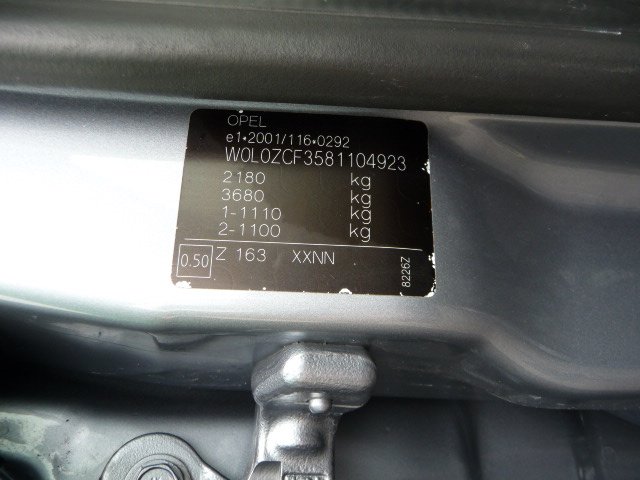 OPEL
e1*2001/116*0292
W0L0ZCF3581104923
2180 kg
3680 kg
1-1110 kg
2-1100 kg
0.50 Z 163 XXNN
8226Z